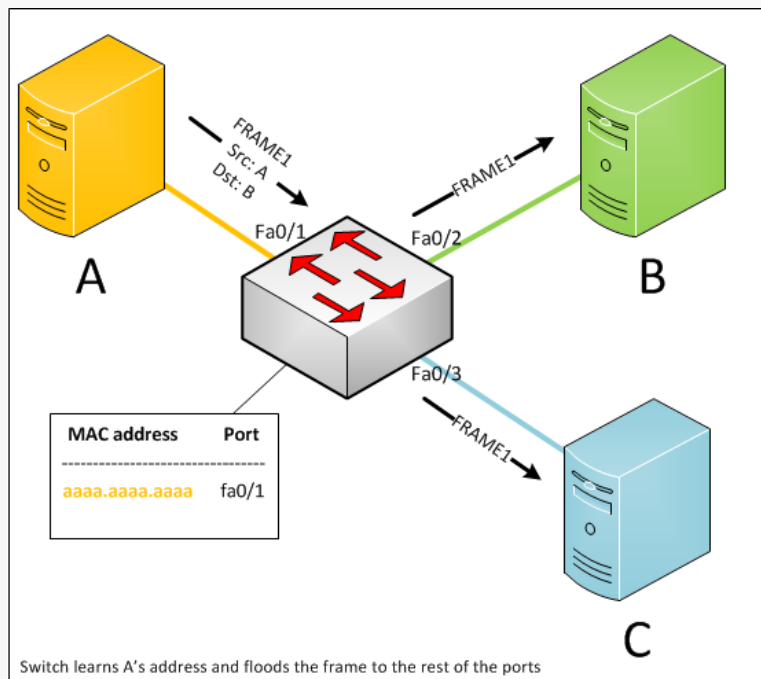 FRAME1
Src: A
Dst: B
FRAME1
Fa0/1
Fa0/2
A
B
Fa0/3
FRAME1
MAC address Port
-----------------------------------
aaaa.aaaa.aaaa fa0/1
C
Switch learns A's address and floods the frame to the rest of the ports